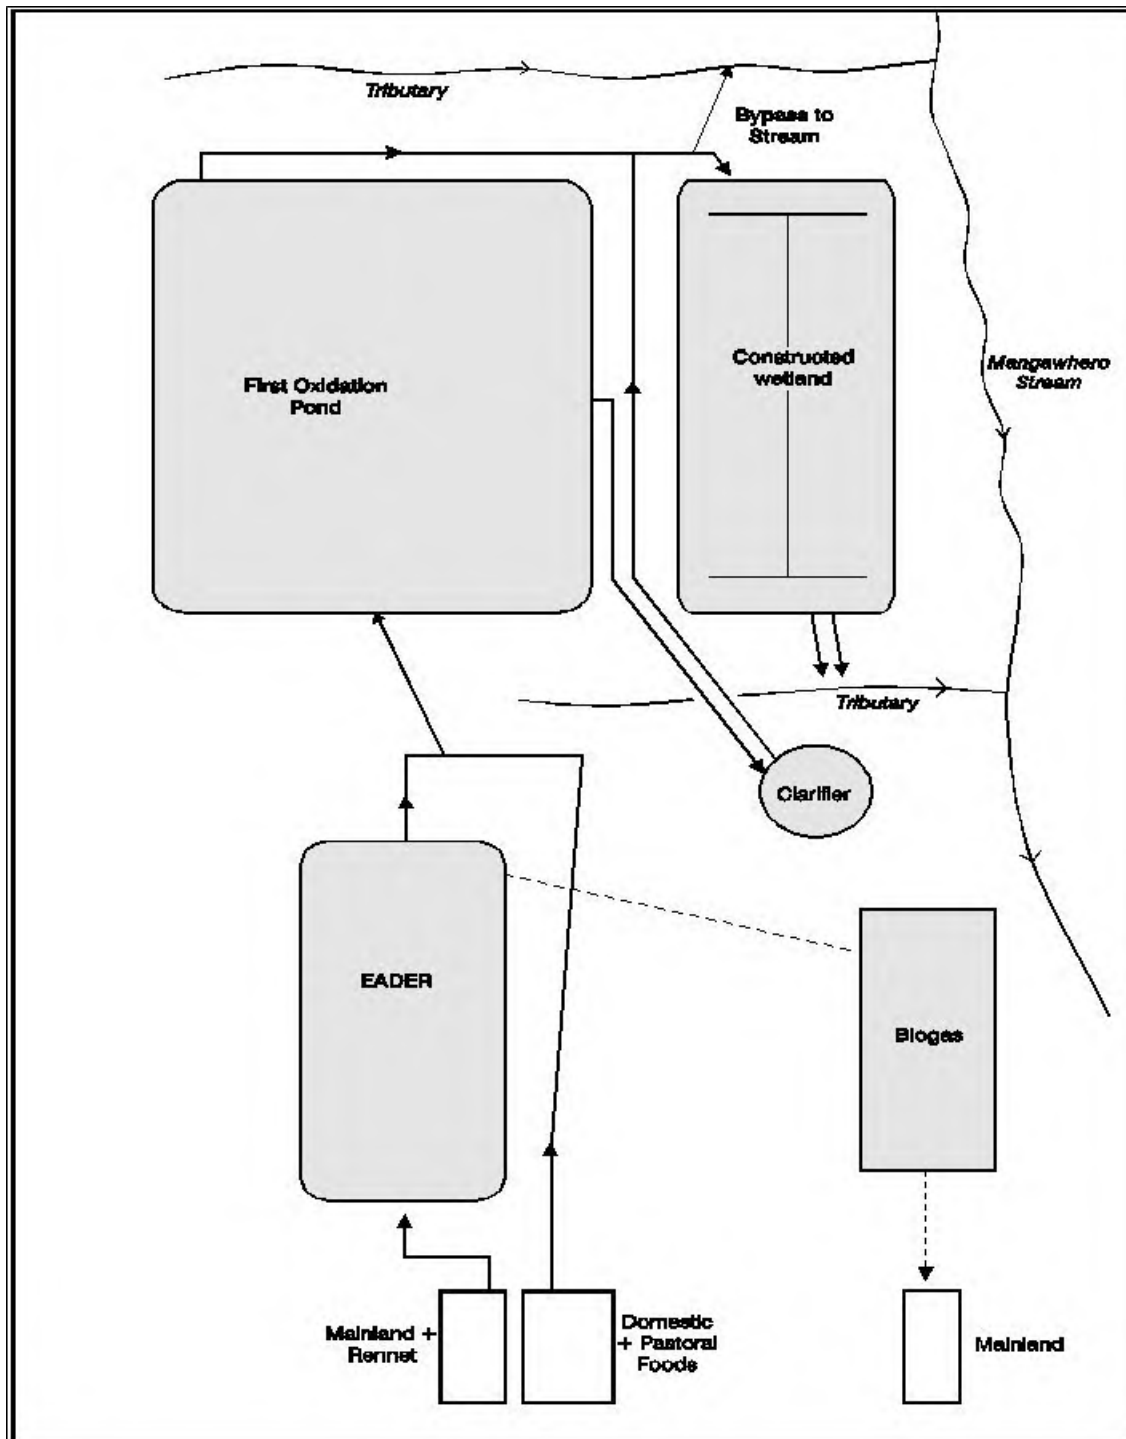 Tributary
Bypass to
Stream
First Oxidation
Pond
Constructed
wetland
Mangawhero
Stream
Tributary
Clarifier
EADER
Biogas
Mainland +
Rennet
Domestic
+ Pastoral
Foods
Mainland